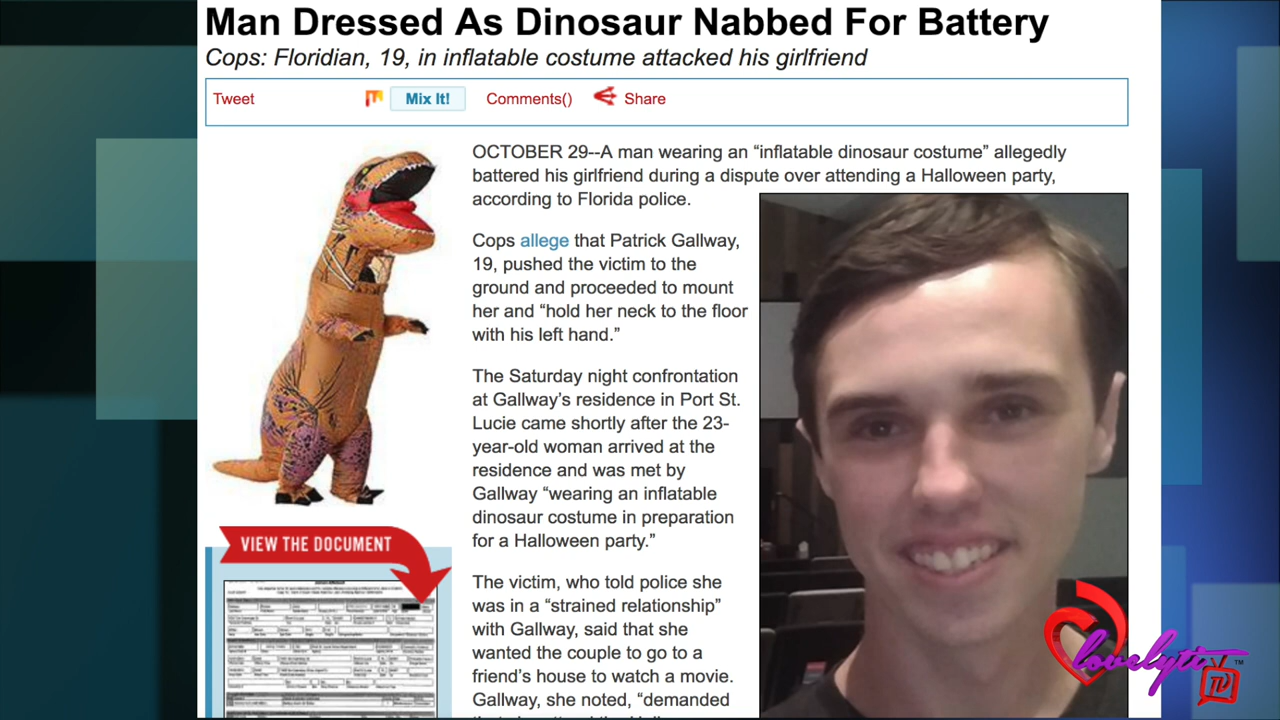 Man Dressed As Dinosaur Nabbed For Battery
Cops: Floridian, 19, in inflatable costume attacked his girlfriend
Tweet Mix It! Comments() Share
OCTOBER 29--A man wearing an “inflatable dinosaur costume” allegedly
battered his girlfriend during a dispute over attending a Halloween party,
according to Florida police.
Cops allege that Patrick Gallway,
19, pushed the victim to the
ground and proceeded to mount
her and “hold her neck to the floor
with his left hand.”
The Saturday night confrontation
at Gallway’s residence in Port St.
Lucie came shortly after the 23-
year-old woman arrived at the
residence and was met by
Gallway “wearing an inflatable
dinosaur costume in preparation
for a Halloween party.”
The victim, who told police she
was in a “strained relationship”
with Gallway, said that she
wanted the couple to go to a
friend’s house to watch a movie.
Gallway, she noted, “demanded
VIEW THE DOCUMENT
lovelyti
TV
™